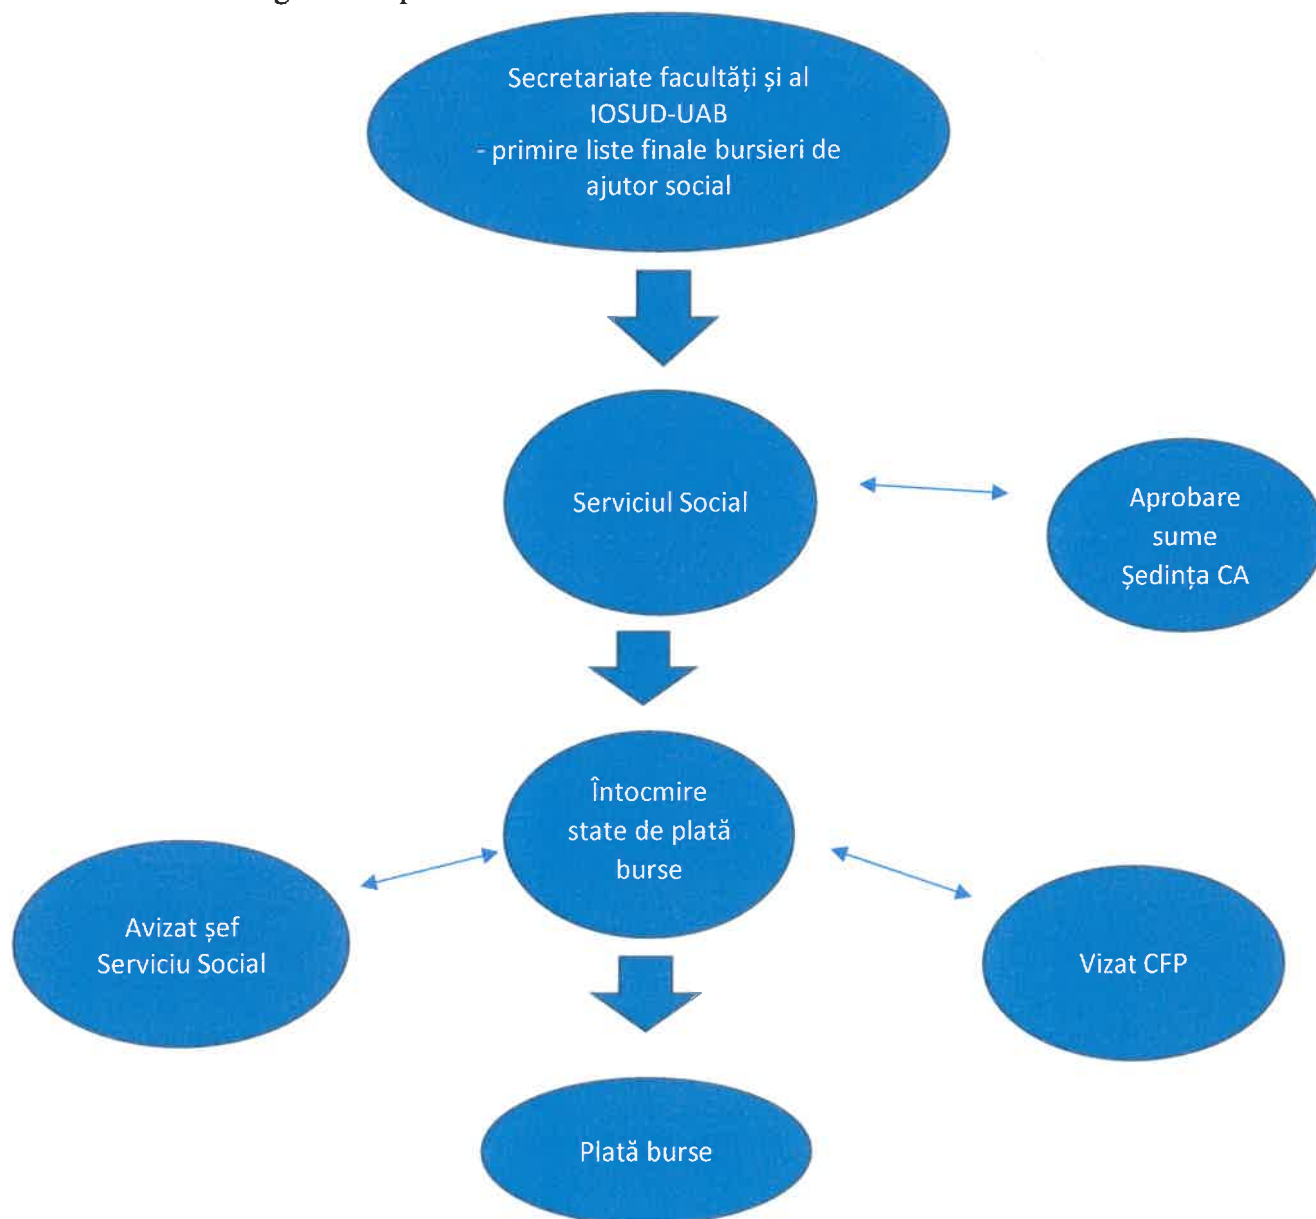 Secretariate facultăți și al
IOSUD-UAB
- primire liste finale bursieri de
ajutor social
Serviciul Social
Aprobare
sume
Ședința CA
Întocmire
state de plată
burse
Avizat șef
Serviciu Social
Vizat CFP
Plată burse